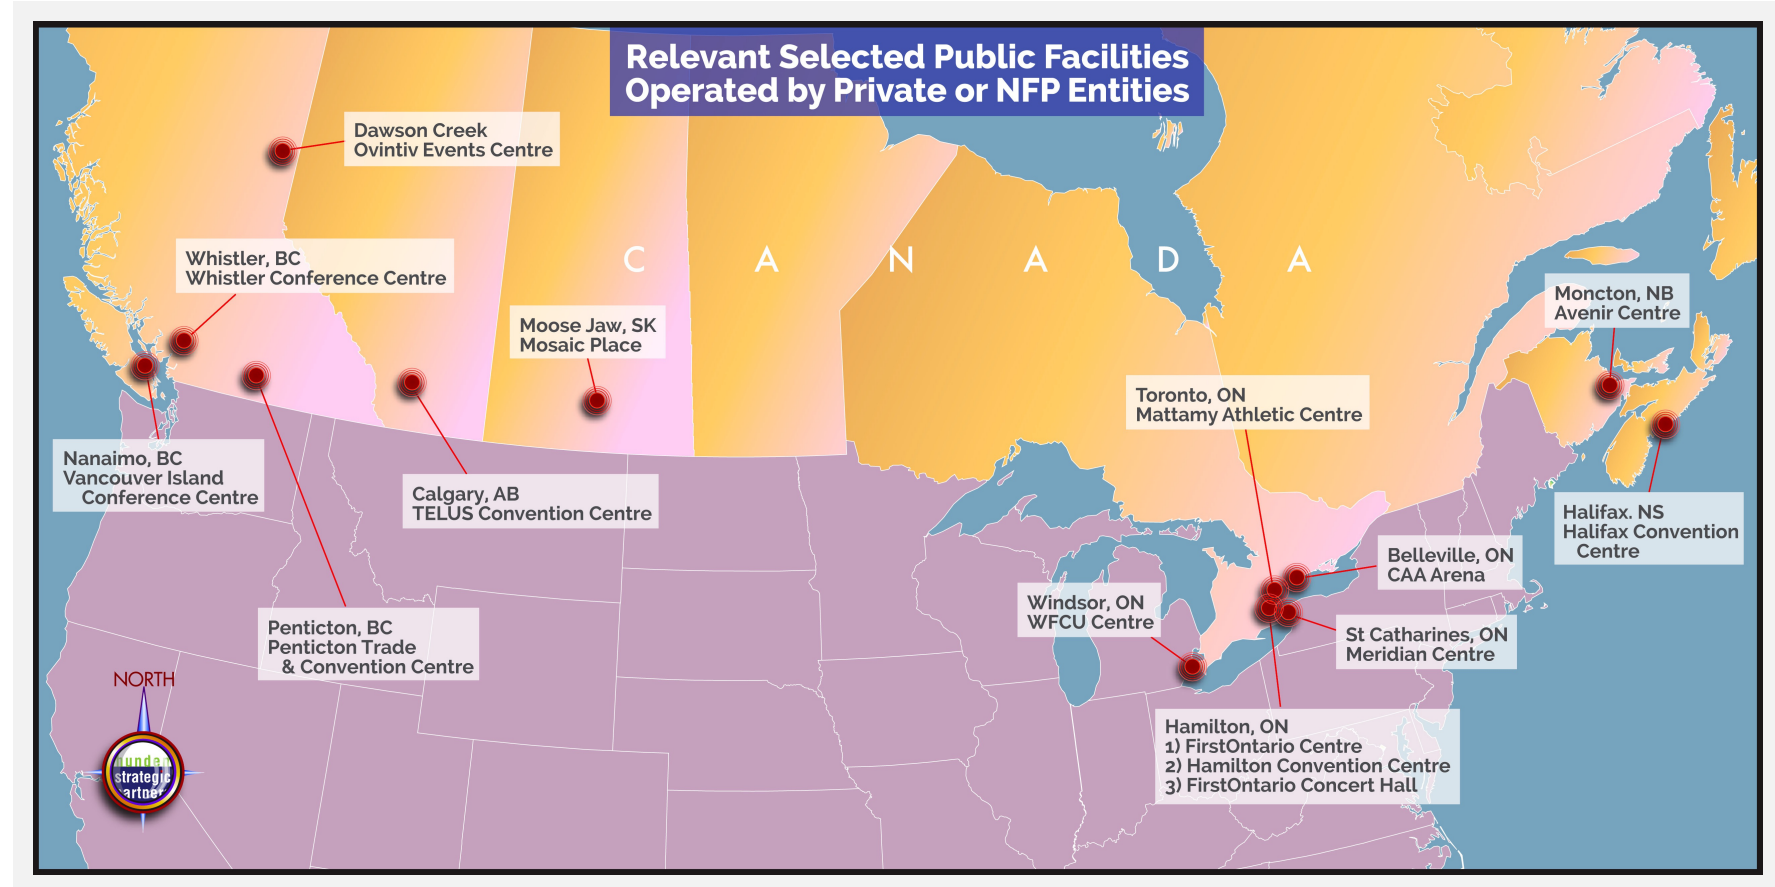 Relevant Selected Public Facilities
Operated by Private or NFP Entities
Dawson Creek
Ovintiv Events Centre
Whistler, BC
Whistler Conference Centre
C A N A D A
Moose Jaw, SK
Mosaic Place
Moncton, NB
Avenir Centre
Toronto, ON
Mattamy Athletic Centre
Nanaimo, BC
Vancouver Island
Conference Centre
Calgary, AB
TELUS Convention Centre
Halifax. NS
Halifax Convention
Centre
Belleville, ON
CAA Arena
Windsor, ON
WFCU Centre
Penticton, BC
Penticton Trade
& Convention Centre
St Catharines, ON
Meridian Centre
NORTH
strategic
Hamilton, ON
1) FirstOntario Centre
2) Hamilton Convention Centre
3) FirstOntario Concert Hall